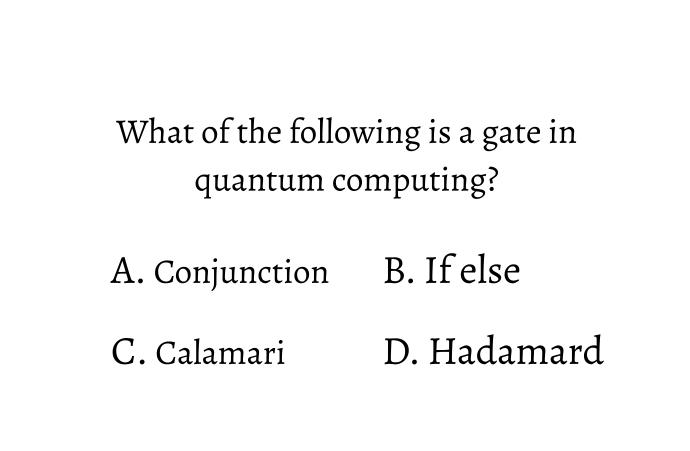 What of the following is a gate in
quantum computing?
A. Conjunction B. If else
C. Calamari D. Hadamard